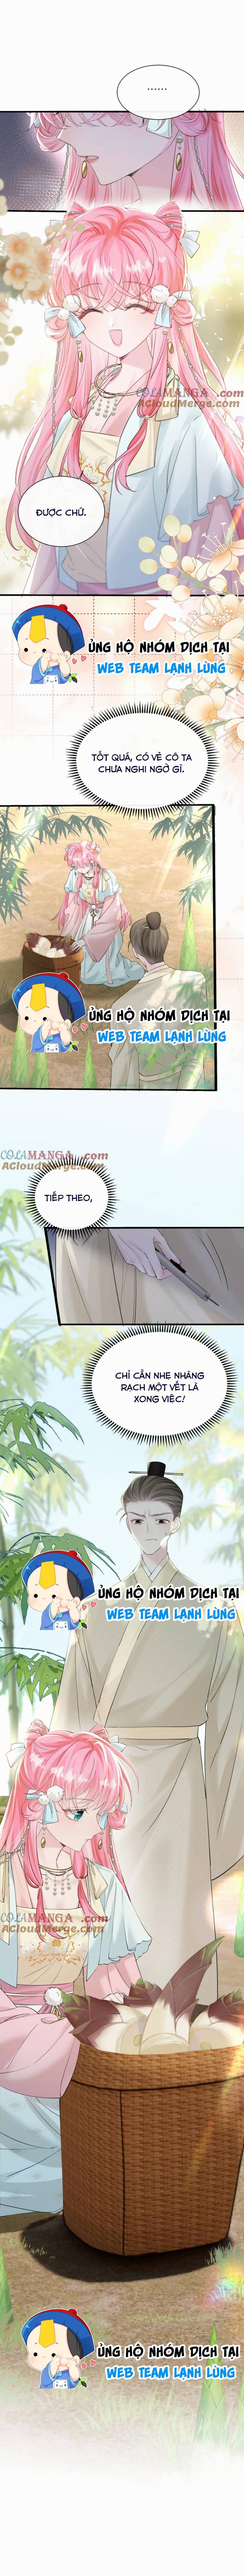 ......
COLAMANGA.com
ACloudMerge.com
ĐƯỢC CHỨ.
ỦNG HỘ NHÓM DỊCH TẠI
WEB TEAM LẠNH LÙNG
TỐT QUÁ, CÓ VẺ CÔ TA
CHƯA NGHI NGỜ GÌ.
ỦNG HỘ NHÓM DỊCH TẠI
WEB TEAM LẠNH LÙNG
COLAMANGA.com
ACloudMerge.com
TIẾP THEO,
CHỈ CẦN NHẸ NHÀNG
RẠCH MỘT VẾT LÀ
XONG VIỆC!
ỦNG HỘ NHÓM DỊCH TẠI
WEB TEAM LẠNH LÙNG
COLAMANGA.com
ACloudMerge.com
ỦNG HỘ NHÓM DỊCH TẠI
WEB TEAM LẠNH LÙNG